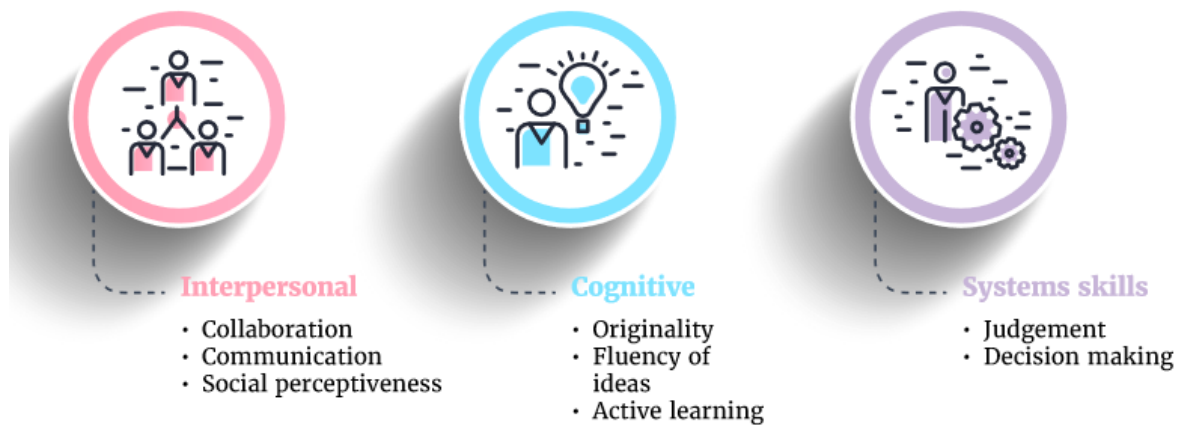 Interpersonal
• Collaboration
• Communication
• Social perceptiveness
Cognitive
• Originality
• Fluency of
ideas
• Active learning
Systems skills
• Judgement
• Decision making